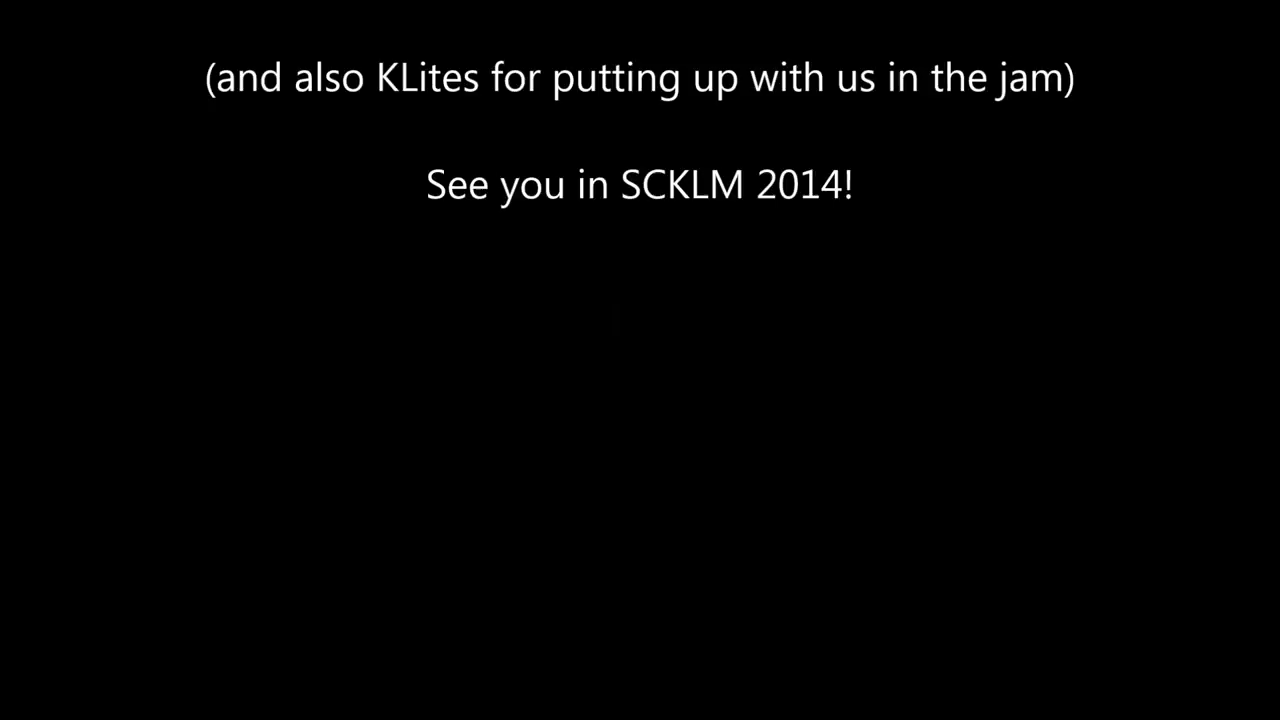 (and also KLites for putting up with us in the jam)
See you in SCKLM 2014!